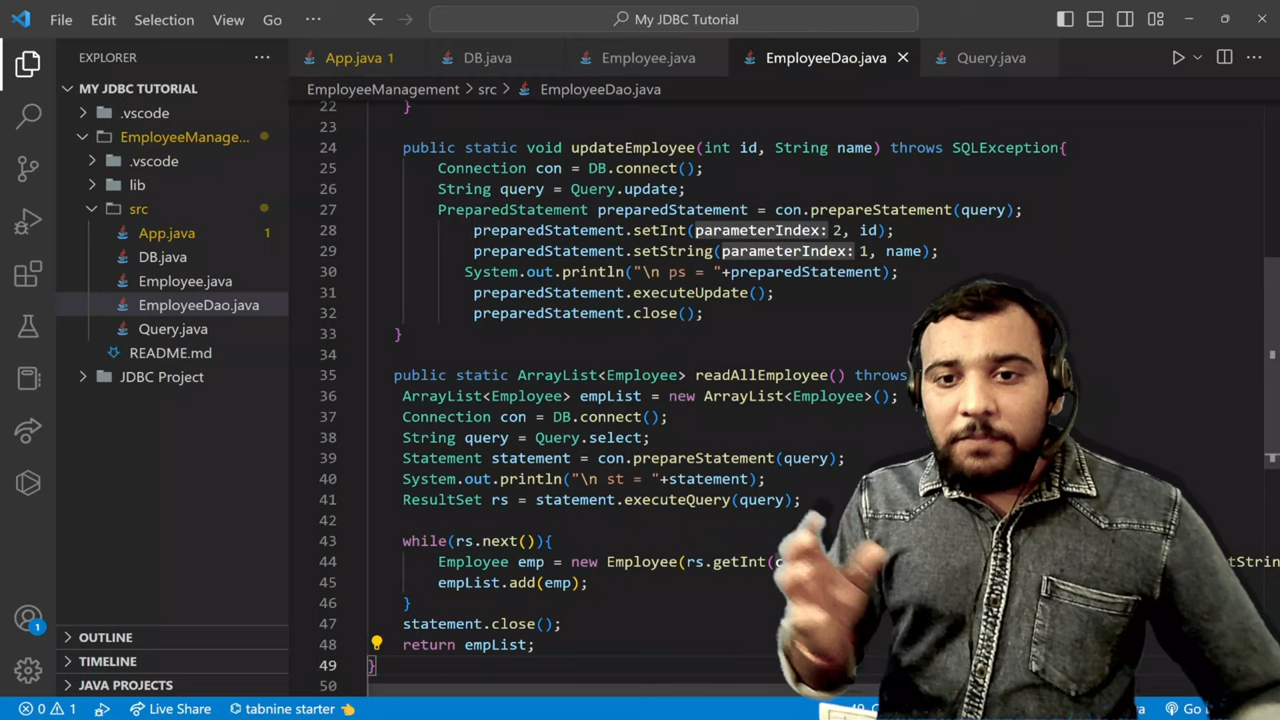 File Edit Selection View Go ··· My JDBC Tutorial
EXPLORER ···
App.java 1 DB.java Employee.java EmployeeDao.java Query.java
MY JDBC TUTORIAL
.vscode
EmployeeManage...
.vscode
lib
src
App.java 1
DB.java
Employee.java
EmployeeDao.java
Query.java
README.md
JDBC Project
OUTLINE
TIMELINE
JAVA PROJECTS
1
EmployeeManagement > src > EmployeeDao.java
22 }
23
24 public static void updateEmployee(int id, String name) throws SQLException{
25 Connection con = DB.connect();
26 String query = Query.update;
27 PreparedStatement preparedStatement = con.prepareStatement(query);
28 preparedStatement.setInt(parameterIndex: 2, id);
29 preparedStatement.setString(parameterIndex: 1, name);
30 System.out.println("\n ps = "+preparedStatement);
31 preparedStatement.executeUpdate();
32 preparedStatement.close();
33 }
34
35 public static ArrayList<Employee> readAllEmployee() throws
36 ArrayList<Employee> empList = new ArrayList<Employee>();
37 Connection con = DB.connect();
38 String query = Query.select;
39 Statement statement = con.prepareStatement(query);
40 System.out.println("\n st = "+statement);
41 ResultSet rs = statement.executeQuery(query);
42
43 while(rs.next()){
44 Employee emp = new Employee(rs.getInt(
45 empList.add(emp);
46 }
47 statement.close();
48 return empList;
49 }
50
0 1 Live Share tabnine starter